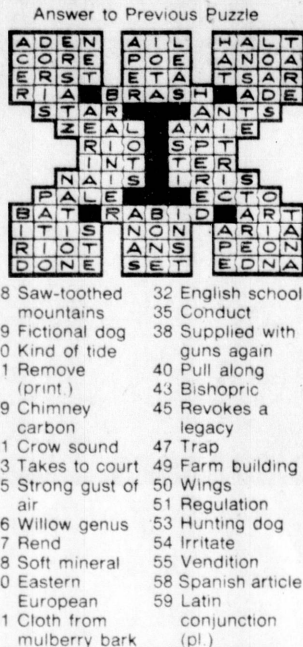 Answer to Previous Puzzle
ADEN AIL HALT
CORE POE ANOA
ERST ETA TSAR
RIA BRASH ADE
STAR ANTS
ZEAL AMIE
RIO SPT
INT TER
NAIS IRIS
PALE ECTO
BAT RABID ART
ITIS NON ARIA
RIOT ANS PEON
DONE SET EDNA
8 Saw-toothed
mountains
9 Fictional dog
0 Kind of tide
1 Remove
(print.)
9 Chimney
carbon
1 Crow sound
3 Takes to court
5 Strong gust of
air
6 Willow genus
7 Rend
8 Soft mineral
0 Eastern
European
1 Cloth from
mulberry bark
32 English school
35 Conduct
38 Supplied with
guns again
40 Pull along
43 Bishopric
45 Revokes a
legacy
47 Trap
49 Farm building
50 Wings
51 Regulation
53 Hunting dog
54 Irritate
55 Vendition
58 Spanish article
59 Latin
conjunction
(pl.)